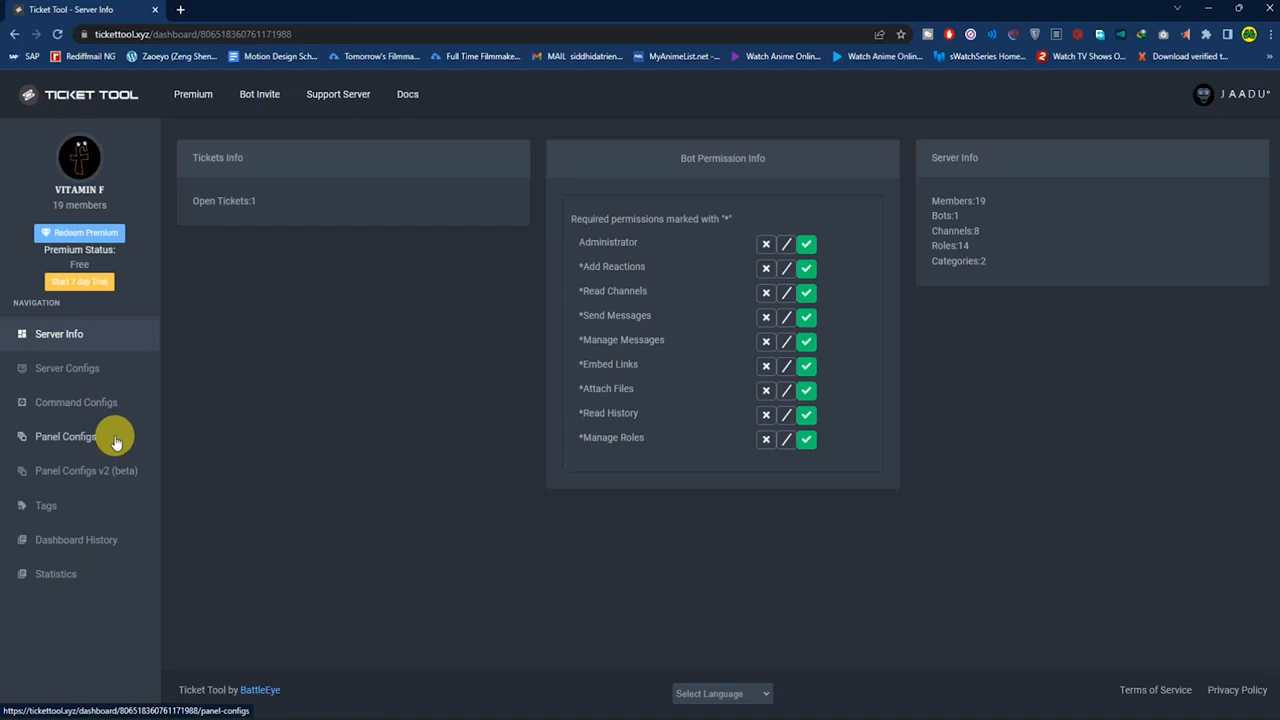 Ticket Tool - Server Info
tickettool.xyz/dashboard/806518360761171988
SAP
Rediffmail NG
Zaoeyo (Zeng Shen...
Motion Design Sch...
Tomorrow's Filmma...
Full Time Filmmake...
MAIL siddhidatrien...
MyAnimeList.net -...
Watch Anime Onlin...
Watch Anime Onlin...
sWatchSeries Home...
Watch TV Shows O...
Download verified t...
TICKET TOOL
Premium
Bot Invite
Support Server
Docs
J A A D U °
VITAMIN F
19 members
Redeem Premium
Premium Status:
Free
Start 7 day Trial
NAVIGATION
Server Info
Server Configs
Command Configs
Panel Configs
Panel Configs v2 (beta)
Tags
Dashboard History
Statistics
Tickets Info
Open Tickets:1
Bot Permission Info
Required permissions marked with "*"
Administrator
*Add Reactions
*Read Channels
*Send Messages
*Manage Messages
*Embed Links
*Attach Files
*Read History
*Manage Roles
Server Info
Members:19
Bots:1
Channels:8
Roles:14
Categories:2
Ticket Tool by BattleEye
Select Language
Terms of Service
Privacy Policy
https://tickettool.xyz/dashboard/806518360761171988/panel-configs